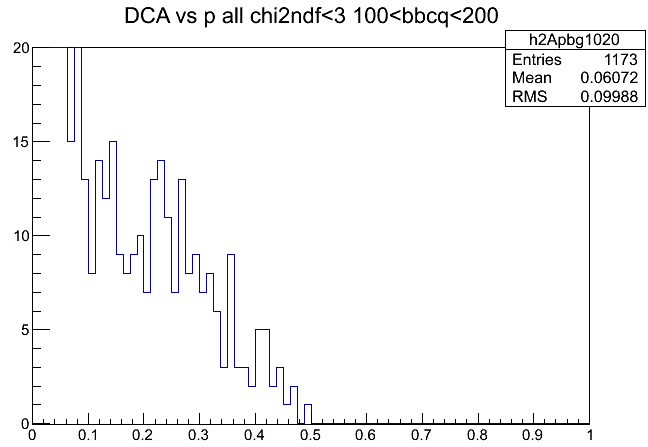 DCA vs p all chi2ndf<3 100<bbcq<200
h2Apbg1020
Entries 1173
Mean 0.06072
RMS 0.09988
20
15
10
5
0
0 0.1 0.2 0.3 0.4 0.5 0.6 0.7 0.8 0.9 1